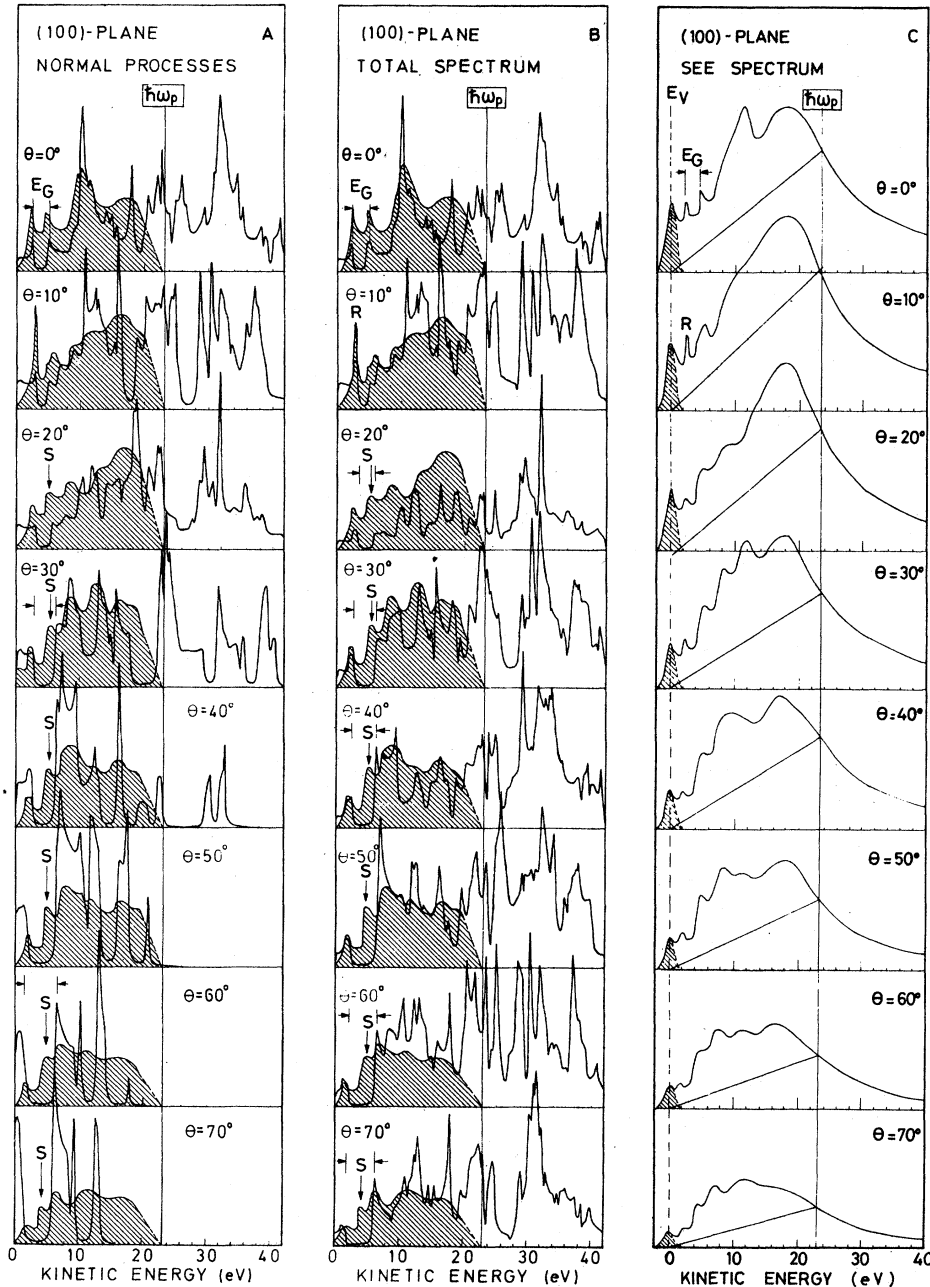 (100)-PLANE A
NORMAL PROCESSES
ħωp
θ=0°
EG
θ=10°
θ=20°
S
θ=30°
S
θ=40°
S
θ=50°
S
θ=60°
S
θ=70°
S
0 10 20 30 40
KINETIC ENERGY (eV)
(100)-PLANE B
TOTAL SPECTRUM
ħωp
θ=0°
EG
θ=10°
R
θ=20°
S
θ=30°
S
θ=40°
S
θ=50°
S
θ=60°
S
θ=70°
S
0 10 20 30 40
KINETIC ENERGY (eV)
(100)-PLANE C
SEE SPECTRUM
EV
ħωp
EG
θ=0°
R
θ=10°
θ=20°
θ=30°
θ=40°
θ=50°
θ=60°
θ=70°
0 10 20 30 40
KINETIC ENERGY (eV)